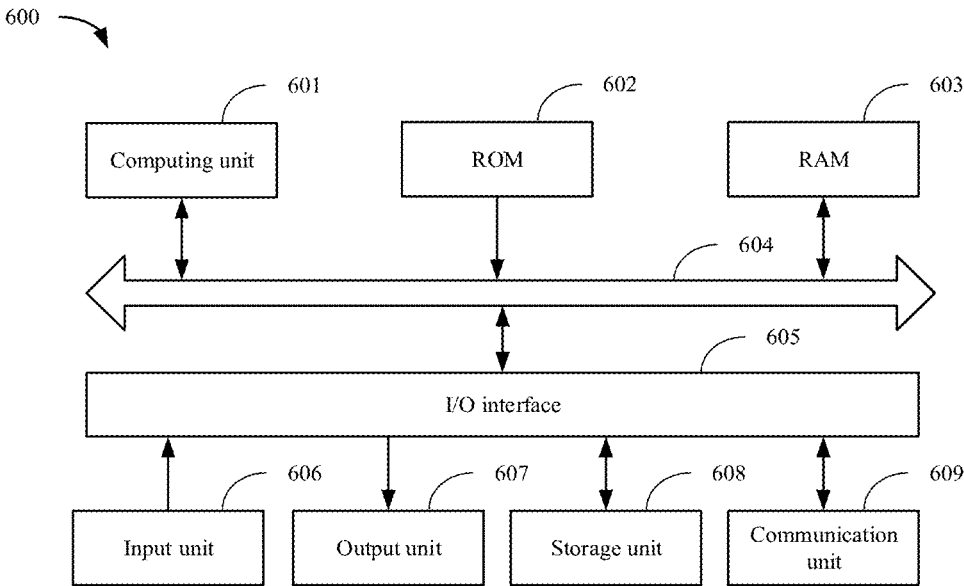 600
601
602
603
Computing unit
ROM
RAM
604
605
I/O interface
606
607
608
609
Input unit
Output unit
Storage unit
Communication
unit